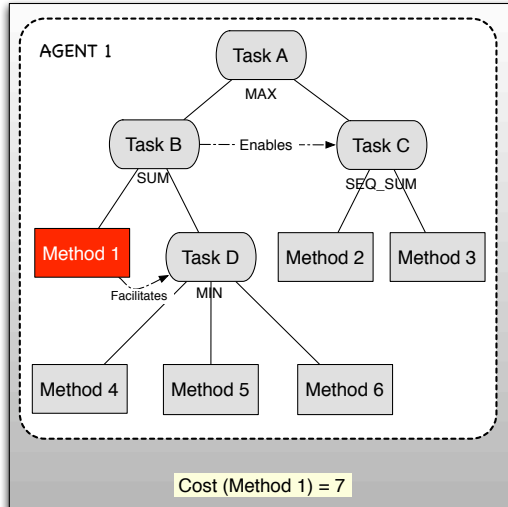 AGENT 1
Task A
MAX
Task B
Enables
Task C
SUM
SEQ_SUM
Method 1
Task D
Method 2
Method 3
Facilitates
MIN
Method 4
Method 5
Method 6
Cost (Method 1) = 7